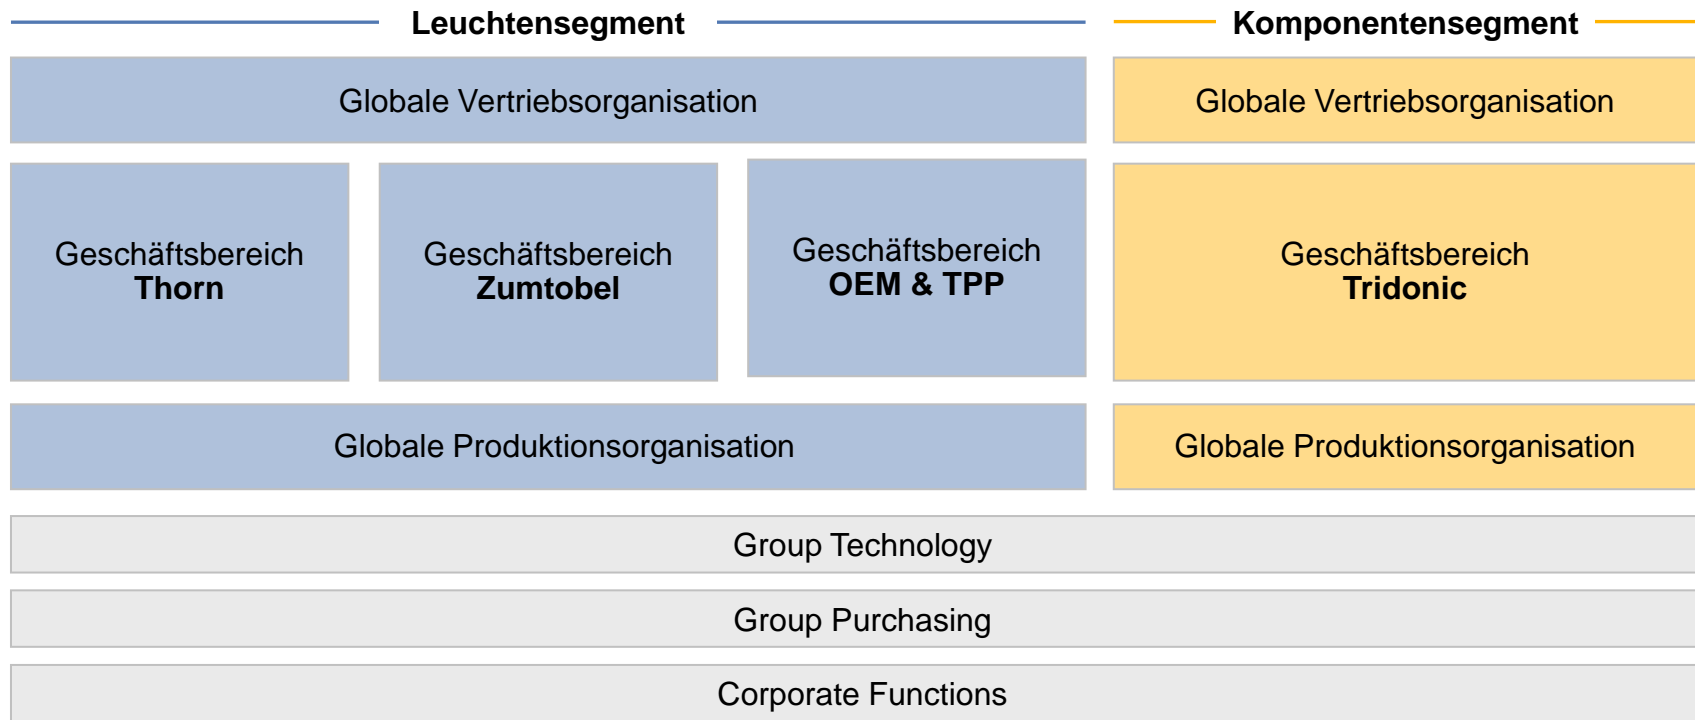 Leuchtensegment
Komponentensegment
Globale Vertriebsorganisation
Globale Vertriebsorganisation
Geschäftsbereich
Thorn
Geschäftsbereich
Zumtobel
Geschäftsbereich
OEM & TPP
Geschäftsbereich
Tridonic
Globale Produktionsorganisation
Globale Produktionsorganisation
Group Technology
Group Purchasing
Corporate Functions